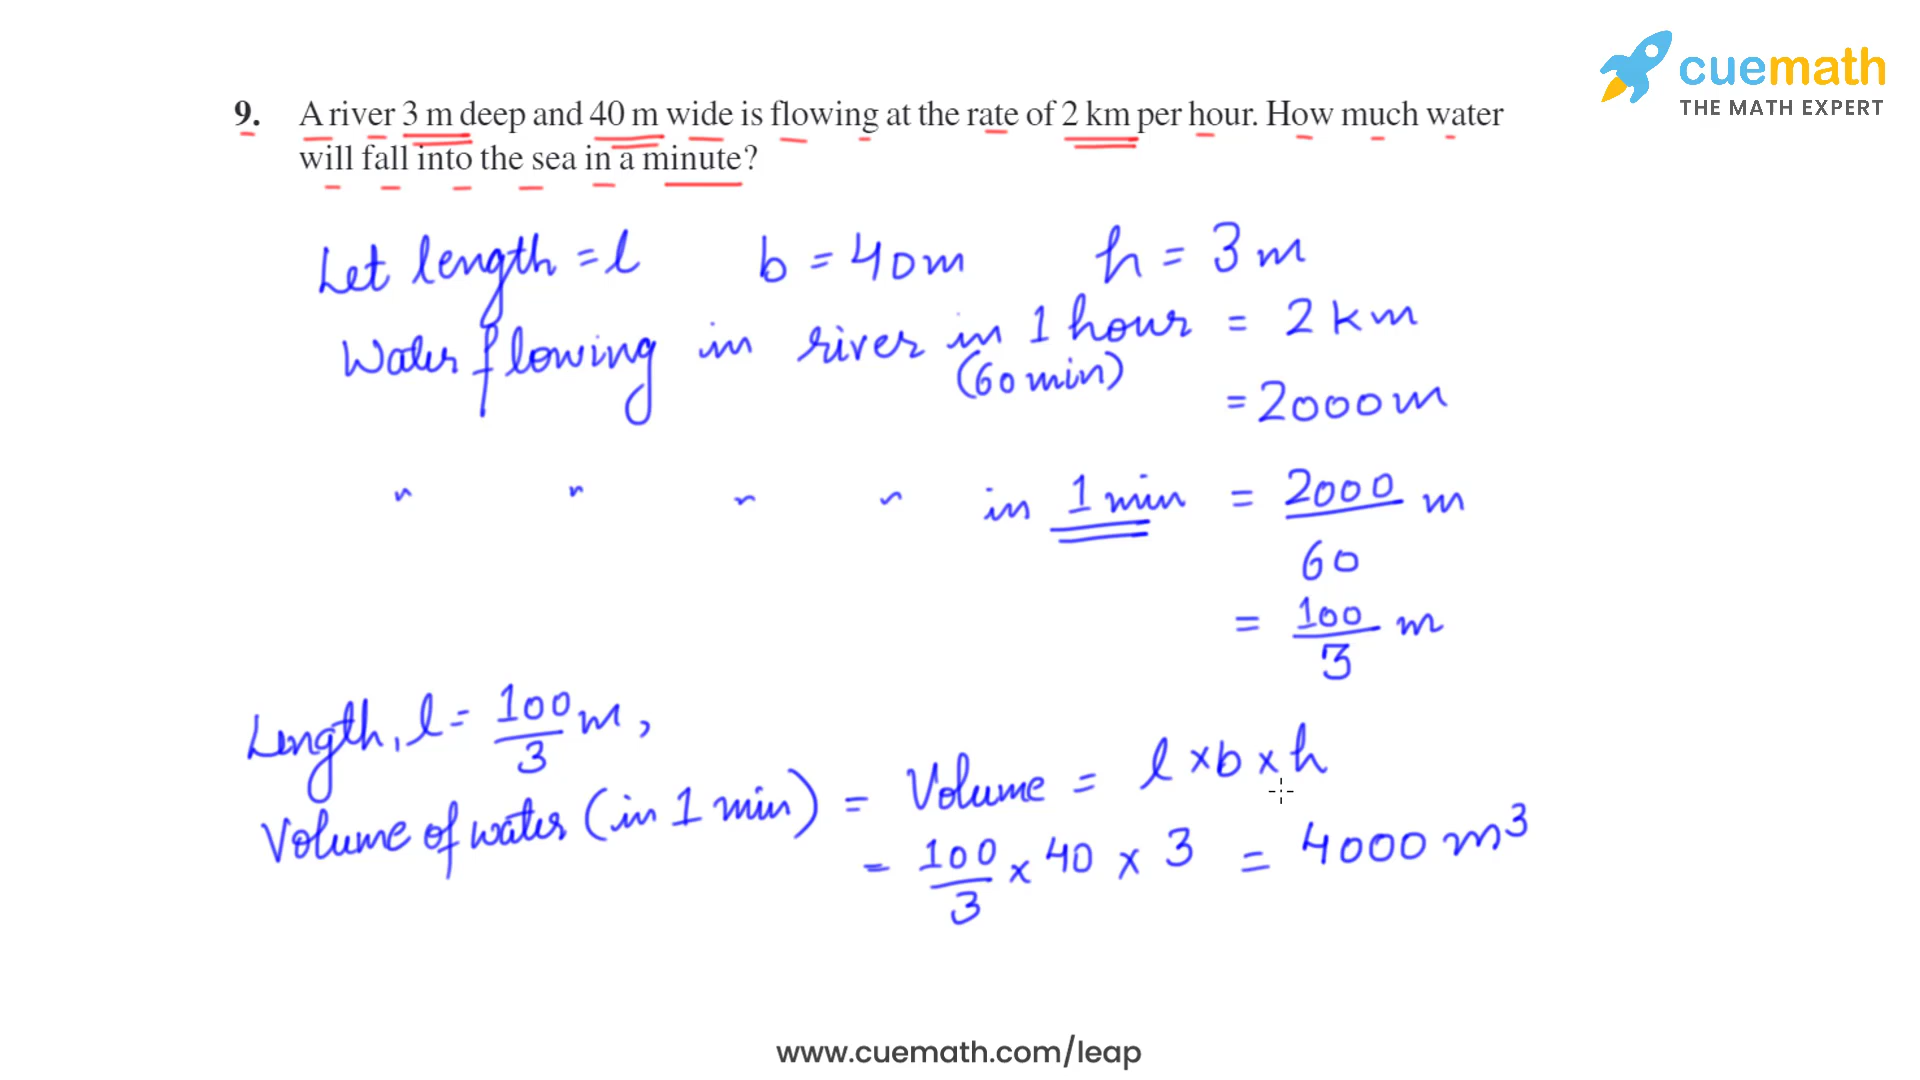 cuemath
THE MATH EXPERT
9. A river 3 m deep and 40 m wide is flowing at the rate of 2 km per hour. How much water
will fall into the sea in a minute?
Let length = l b = 40m h = 3 m
Water flowing in river in 1 hour = 2 km
(60 min)
= 2000 m
" " " " in 1 min = 2000/60 m
= 100/3 m
Length, l = 100/3 m,
Volume of water (in 1 min) = Volume = l × b × h
= 100/3 × 40 × 3 = 4000 m³
www.cuemath.com/leap